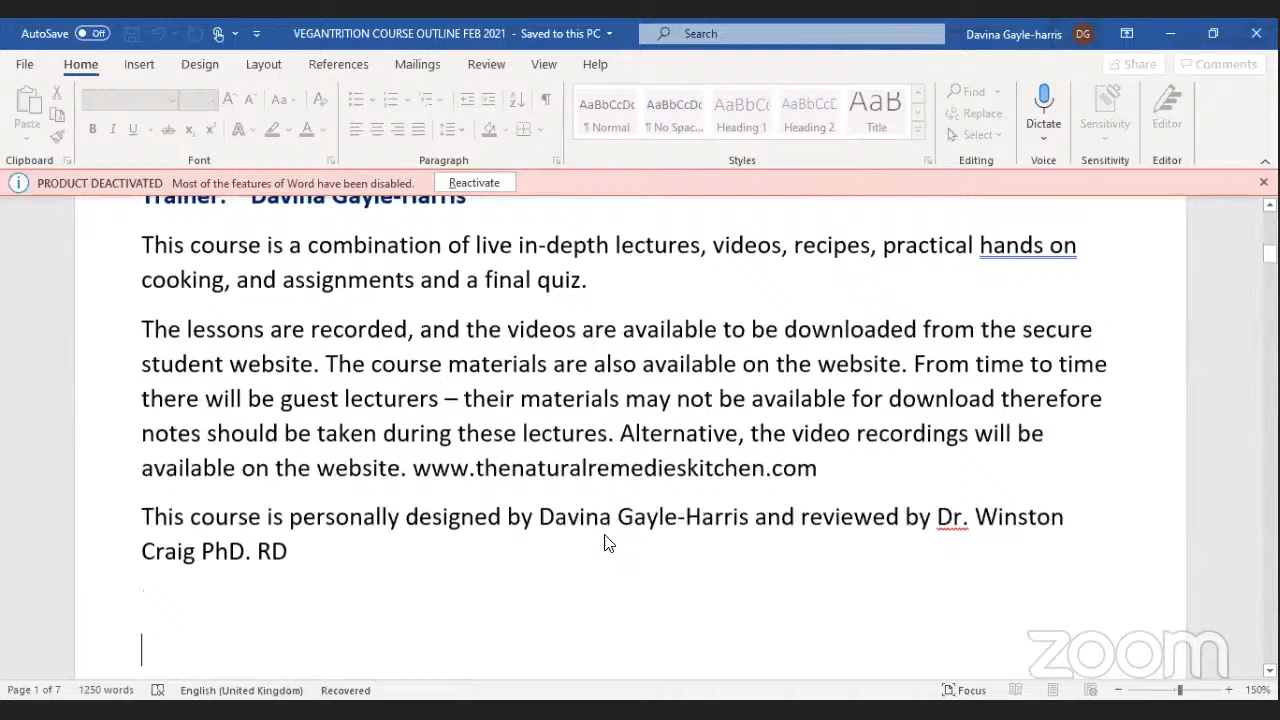 AutoSave Off VEGANTRITION COURSE OUTLINE FEB 2021 - Saved to this PC Search Davina Gayle-harris DG
File Home Insert Design Layout References Mailings Review View Help Share Comments
Paste Aa AaBbCcDc AaBbCcDc AaBbCc AaBbCcE AaB Find
B I U ab x x A A ¶ Normal ¶ No Spac... Heading 1 Heading 2 Title Replace Select Dictate Sensitivity Editor
Clipboard Font Paragraph Styles Editing Voice Sensitivity Editor
PRODUCT DEACTIVATED Most of the features of Word have been disabled. Reactivate
Trainer: Davina Gayle-Harris
This course is a combination of live in-depth lectures, videos, recipes, practical hands on
cooking, and assignments and a final quiz.
The lessons are recorded, and the videos are available to be downloaded from the secure
student website. The course materials are also available on the website. From time to time
there will be guest lecturers – their materials may not be available for download therefore
notes should be taken during these lectures. Alternative, the video recordings will be
available on the website. www.thenaturalremedieskitchen.com
This course is personally designed by Davina Gayle-Harris and reviewed by Dr. Winston
Craig PhD. RD
zoom
Page 1 of 7 1250 words English (United Kingdom) Recovered Focus 150%